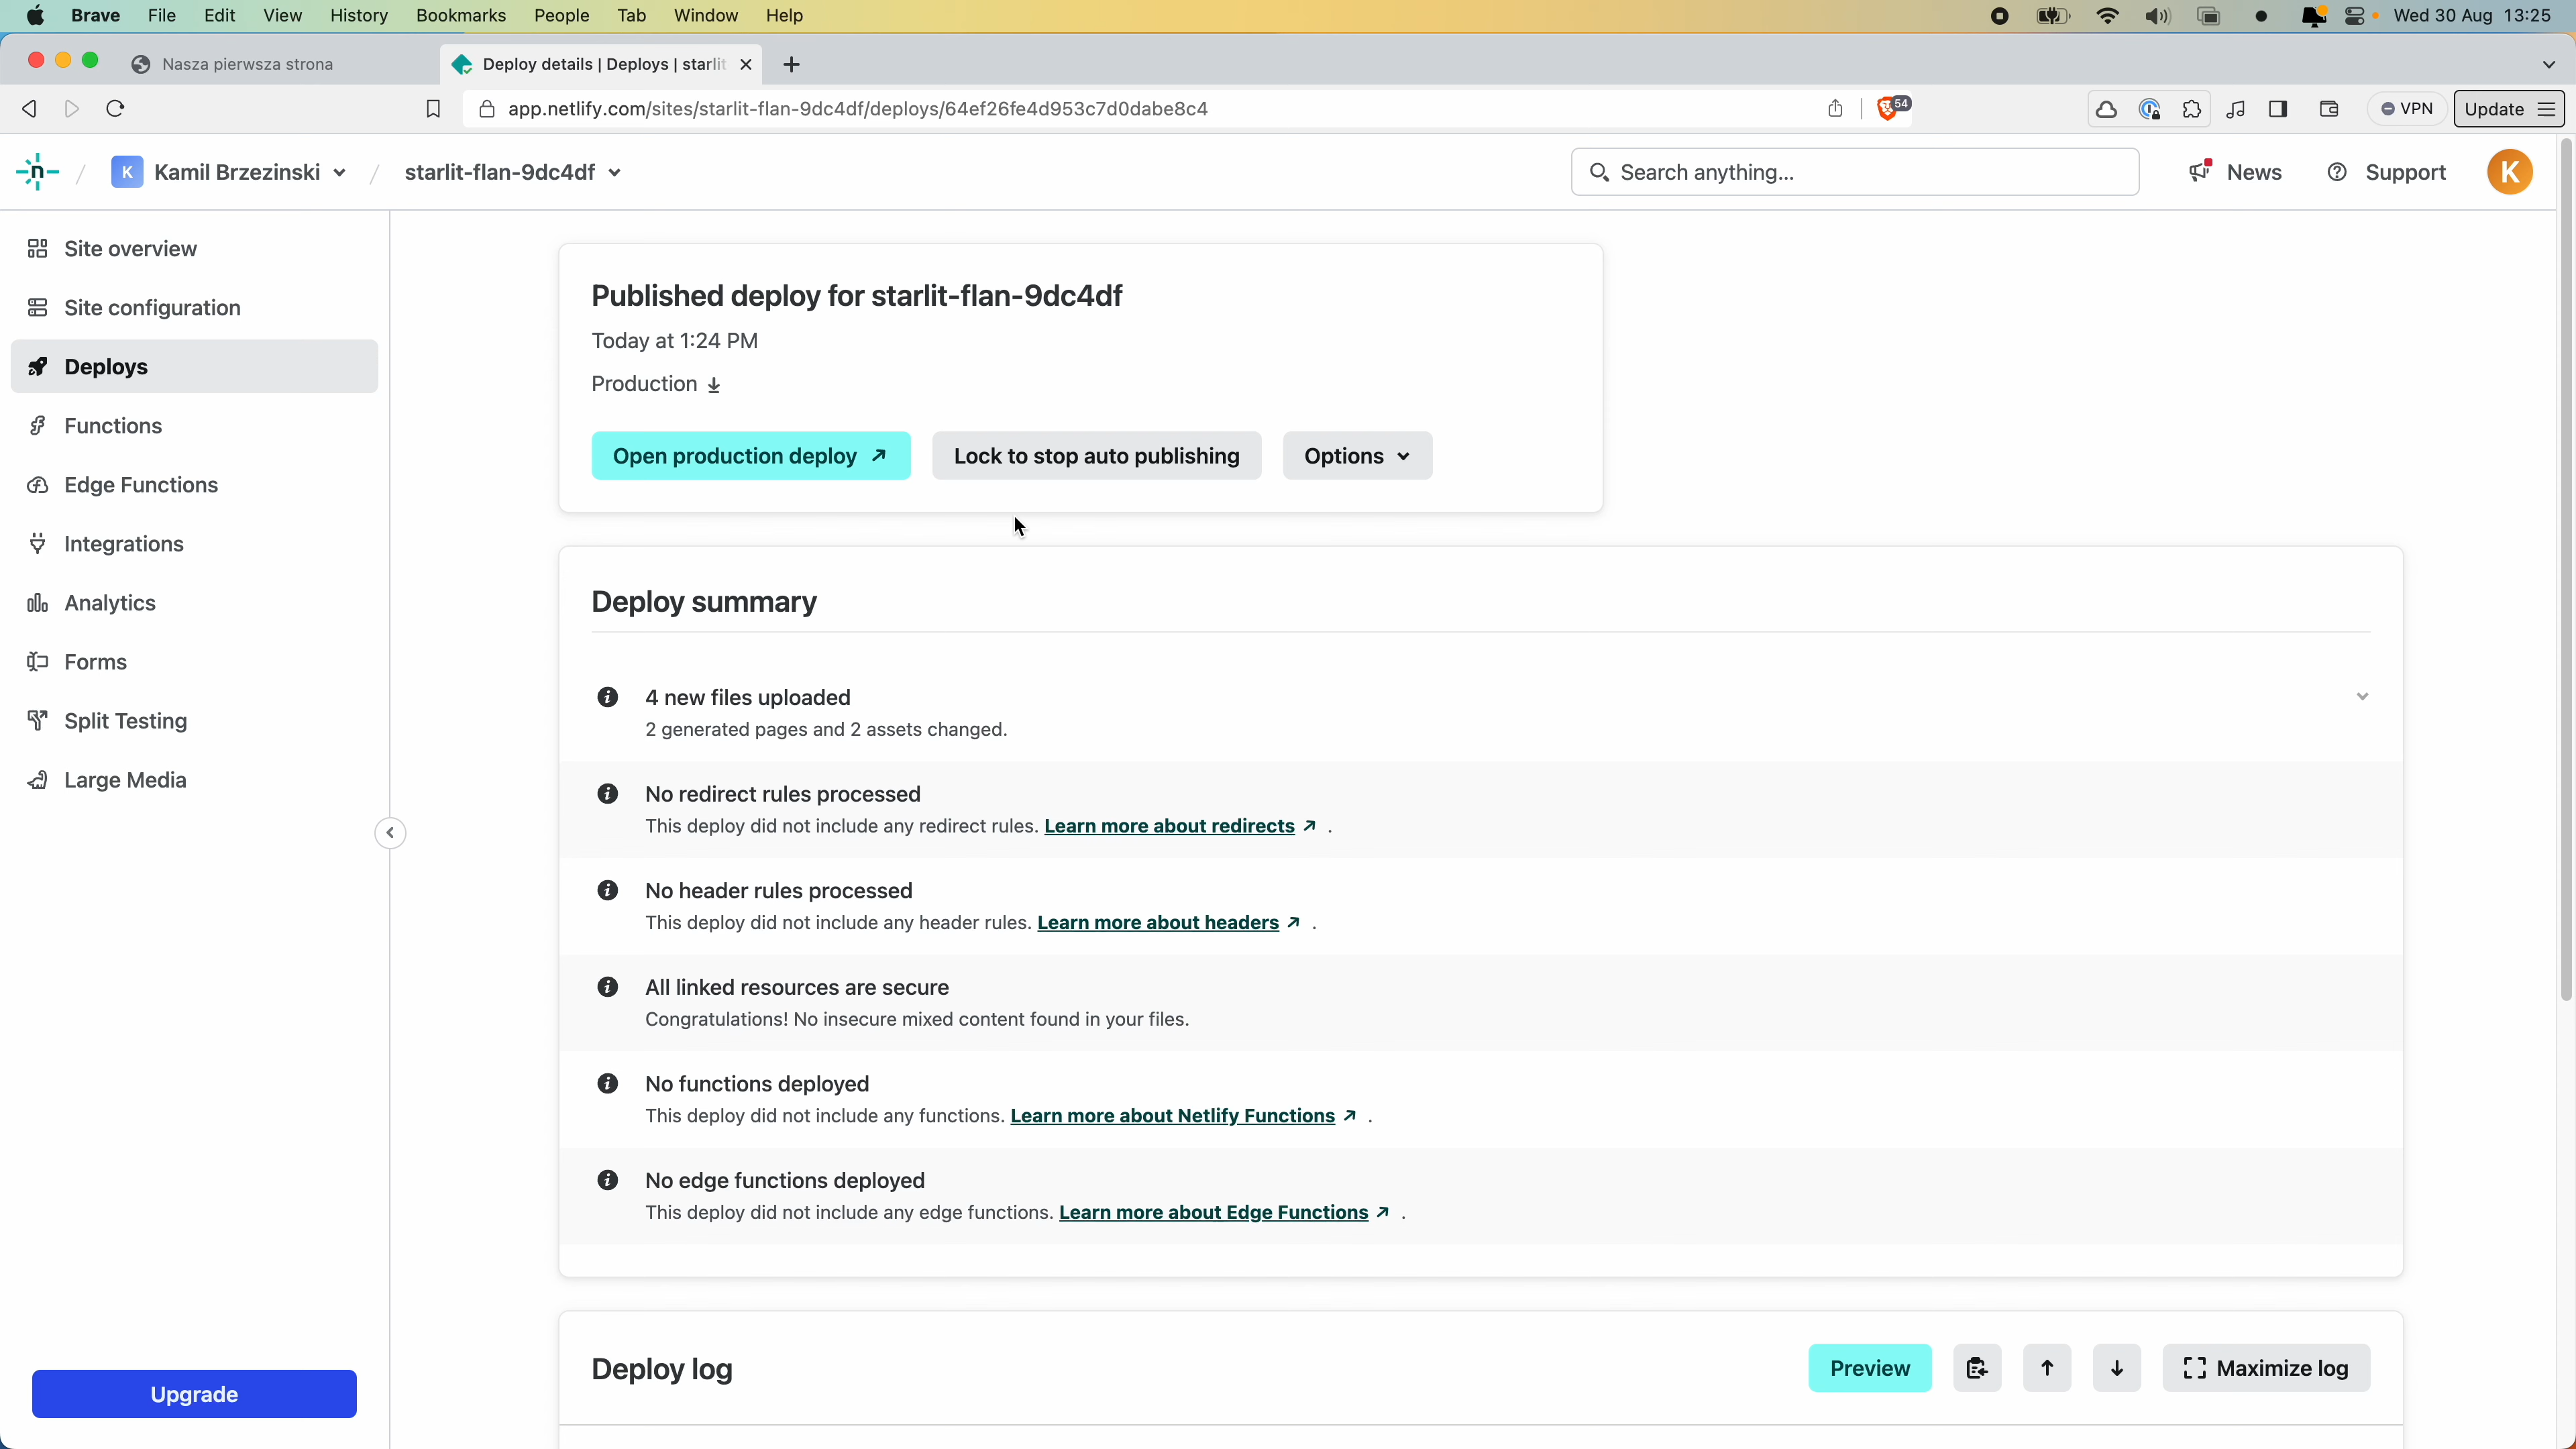 Brave File Edit View History Bookmarks People Tab Window Help Wed 30 Aug 13:25
Nasza pierwsza strona
Deploy details | Deploys | starlit
app.netlify.com/sites/starlit-flan-9dc4df/deploys/64ef26fe4d953c7d0dabe8c4
54
VPN
Update
n
K Kamil Brzezinski
starlit-flan-9dc4df
Search anything...
News
Support
K
Site overview
Site configuration
Deploys
Functions
Edge Functions
Integrations
Analytics
Forms
Split Testing
Large Media
Upgrade
Published deploy for starlit-flan-9dc4df
Today at 1:24 PM
Production
Open production deploy
Lock to stop auto publishing
Options
Deploy summary
4 new files uploaded
2 generated pages and 2 assets changed.
No redirect rules processed
This deploy did not include any redirect rules. Learn more about redirects .
No header rules processed
This deploy did not include any header rules. Learn more about headers .
All linked resources are secure
Congratulations! No insecure mixed content found in your files.
No functions deployed
This deploy did not include any functions. Learn more about Netlify Functions .
No edge functions deployed
This deploy did not include any edge functions. Learn more about Edge Functions .
Deploy log
Preview
Maximize log